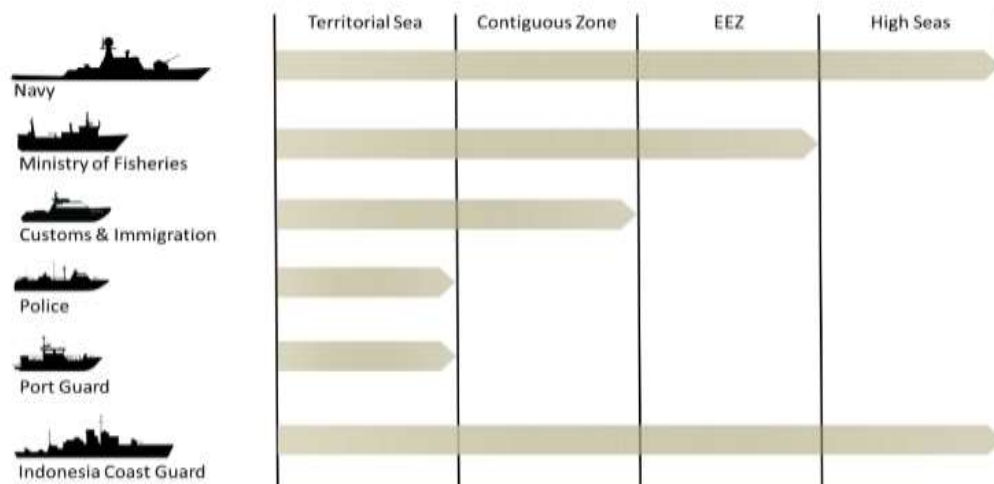 Territorial Sea Contiguous Zone EEZ High Seas
Navy
Ministry of Fisheries
Customs & Immigration
Police
Port Guard
Indonesia Coast Guard